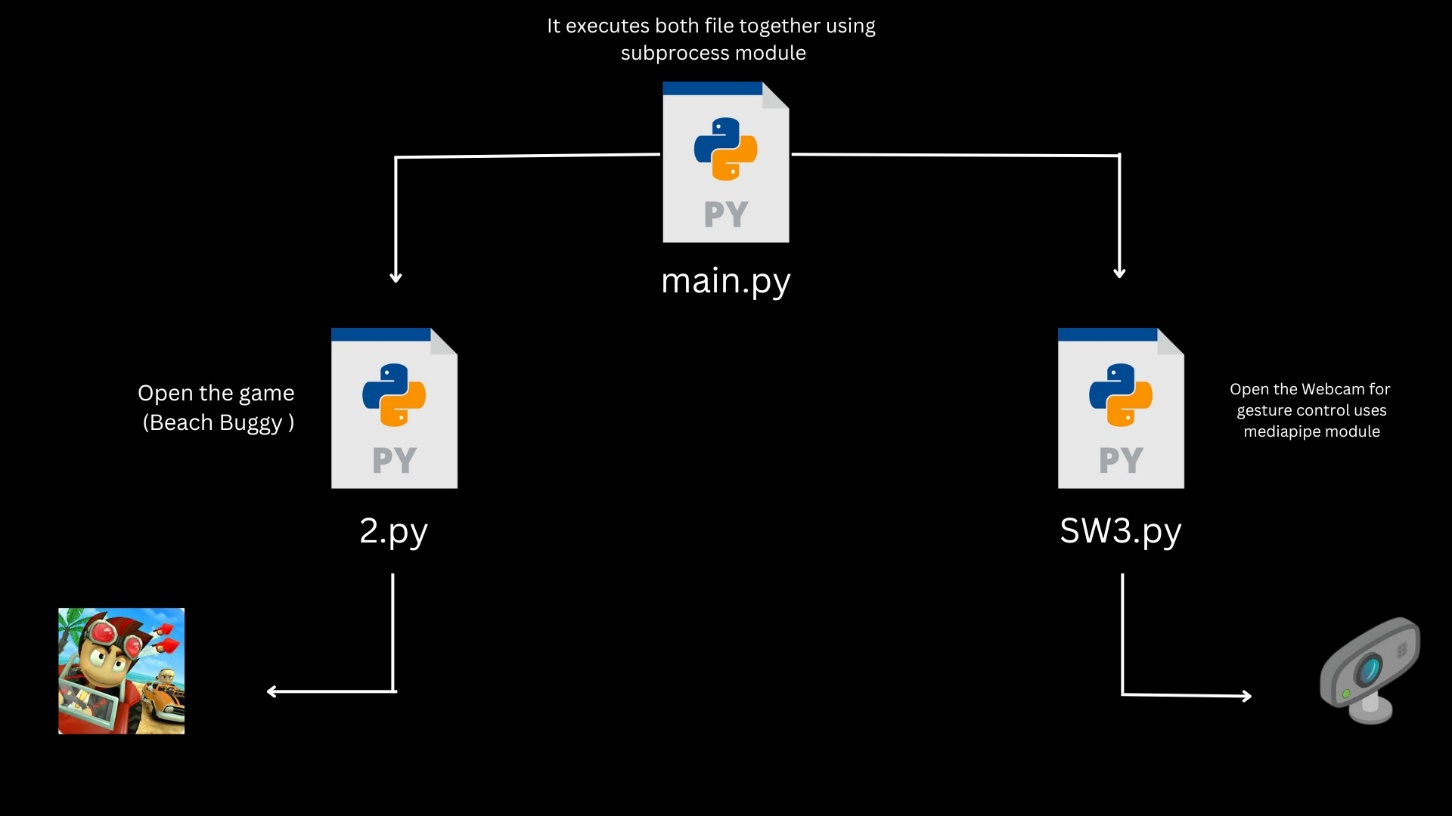 It executes both file together using
subprocess module
PY
main.py
Open the game
(Beach Buggy )
PY
2.py
PY
SW3.py
Open the Webcam for
gesture control uses
mediapipe module